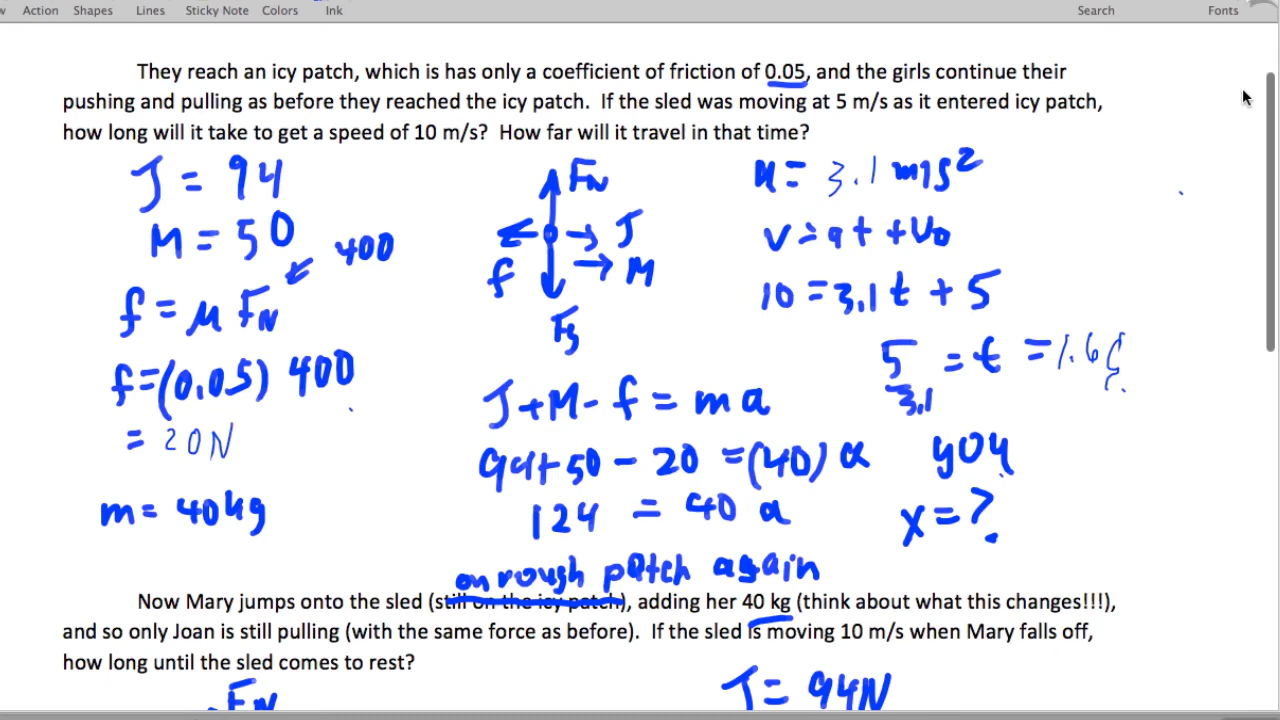 Action Shapes Lines Sticky Note Colors Ink Search Fonts
They reach an icy patch, which is has only a coefficient of friction of 0.05, and the girls continue their
pushing and pulling as before they reached the icy patch.  If the sled was moving at 5 m/s as it entered icy patch,
how long will it take to get a speed of 10 m/s?  How far will it travel in that time?
J = 94
M = 50
400
f = μ FN
f=(0.05) 400
= 20N
m = 40kg
FN
J
f
M
Fg
J+M- f = ma
94+50 - 20 = (40) a
124 = 40 a
a = 3.1 m/s²
v = at + v0
10 = 3.1 t + 5
5/3.1 = t = 1.6s
you
x = ?
on rough patch again
Now Mary jumps onto the sled (still on the icy patch), adding her 40 kg (think about what this changes!!!),
and so only Joan is still pulling (with the same force as before).  If the sled is moving 10 m/s when Mary falls off,
how long until the sled comes to rest?
FN
J = 94N